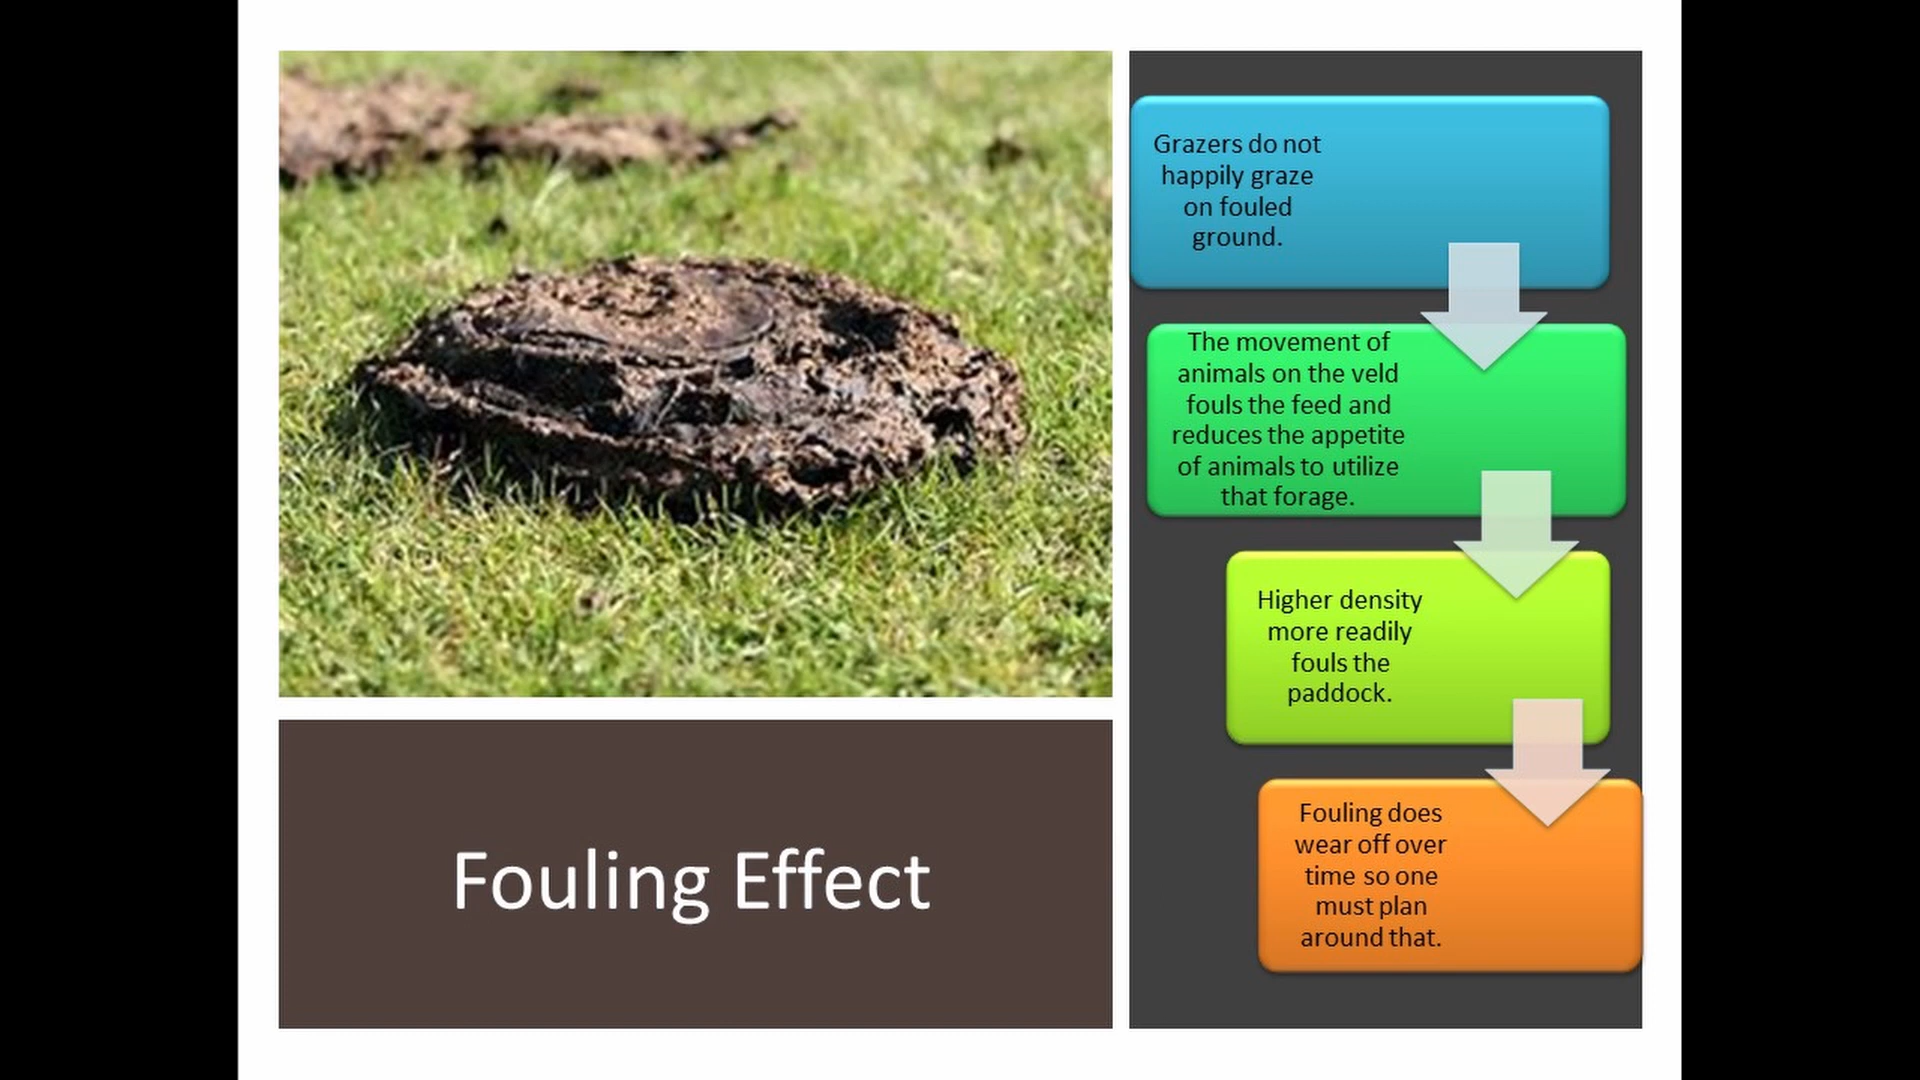 Grazers do not
happily graze
on fouled
ground.
The movement of
animals on the veld
fouls the feed and
reduces the appetite
of animals to utilize
that forage.
Higher density
more readily
fouls the
paddock.
Fouling does
wear off over
time so one
must plan
around that.
Fouling Effect